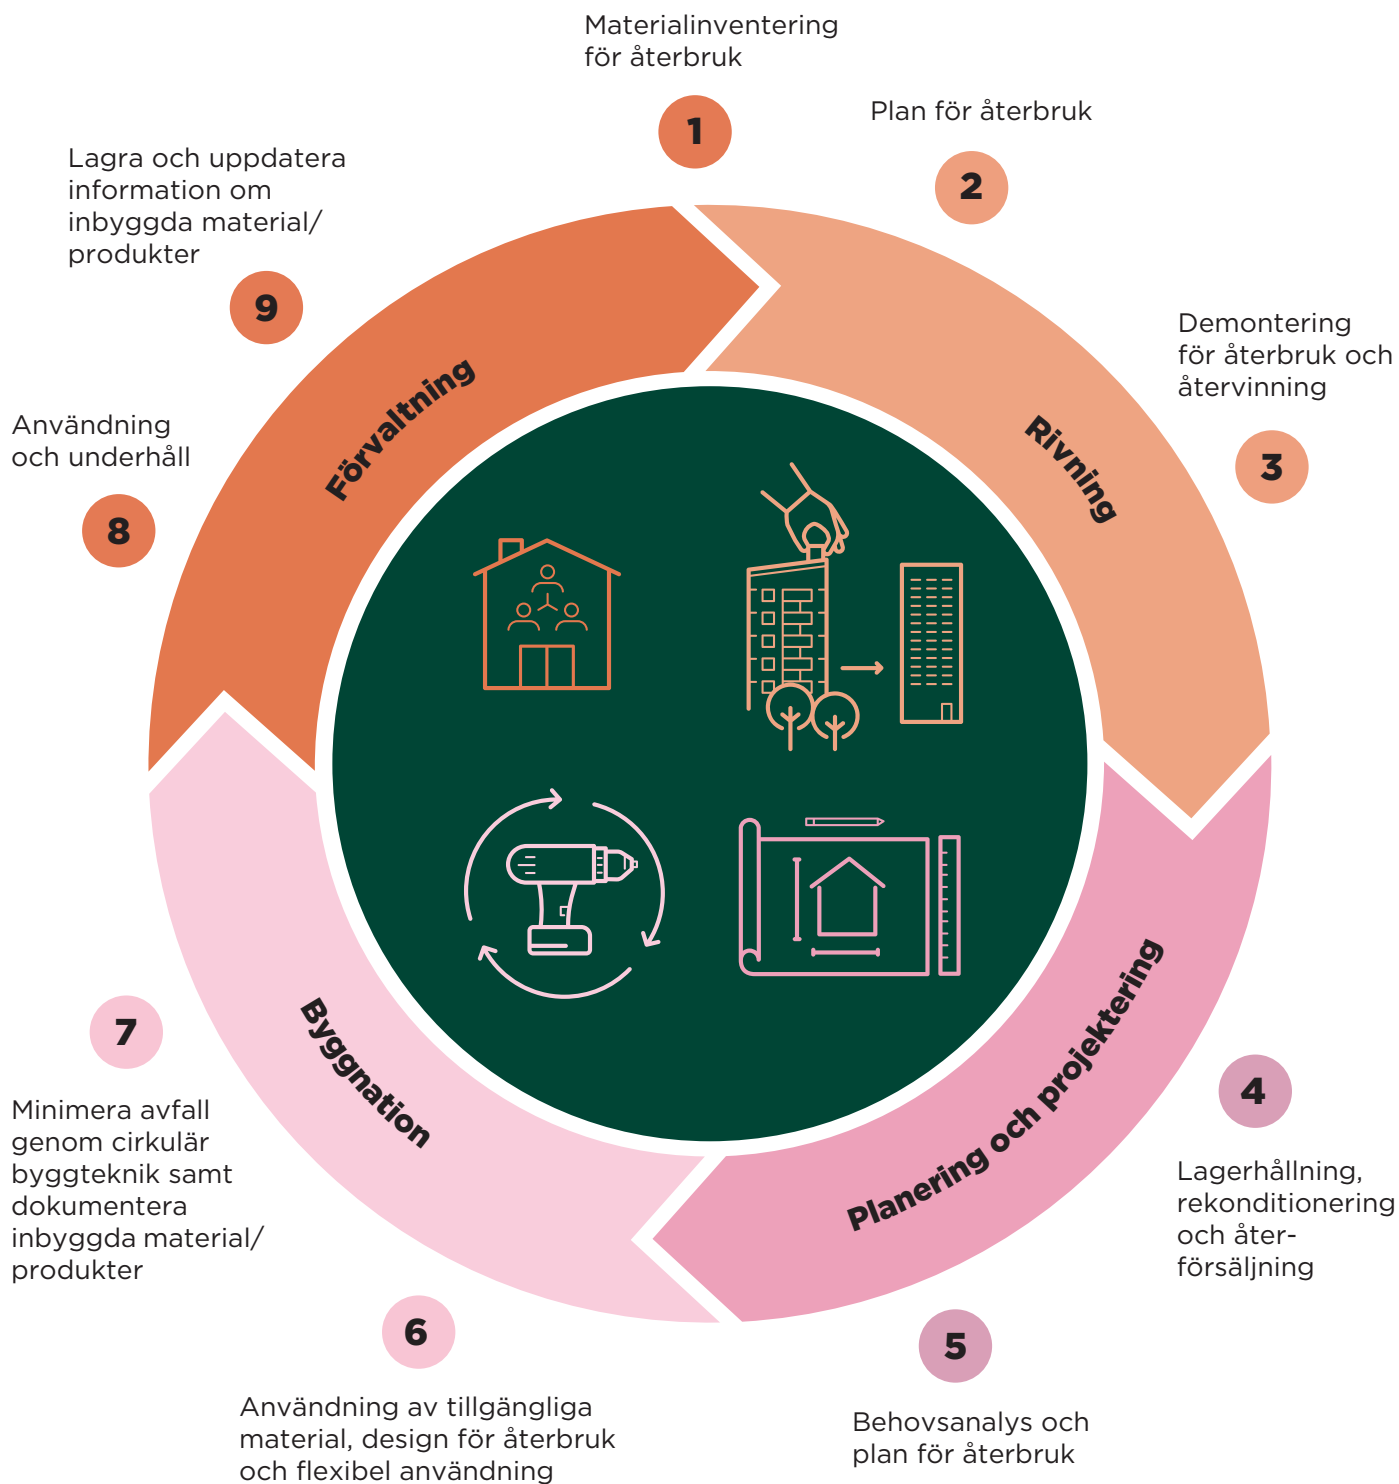 Materialinventering
för återbruk
1
Plan för återbruk
2
Demontering
för återbruk och
återvinning
3
4
Lagerhållning,
rekonditionering
och åter-
försäljning
5
Behovsanalys och
plan för återbruk
6
Användning av tillgängliga
material, design för återbruk
och flexibel användning
7
Minimera avfall
genom cirkulär
byggteknik samt
dokumentera
inbyggda material/
produkter
Användning
och underhåll
8
Lagra och uppdatera
information om
inbyggda material/
produkter
9
Förvaltning
Rivning
Planering och projektering
Byggnation